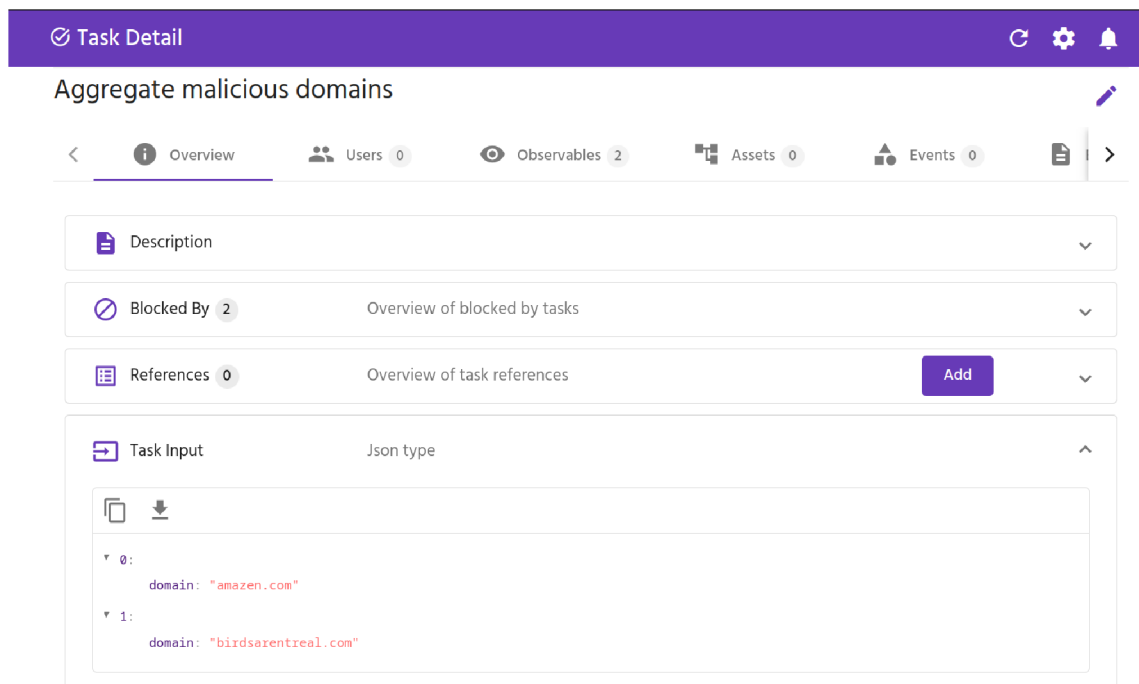 Task Detail
Aggregate malicious domains
Overview
Users 0
Observables 2
Assets 0
Events 0
Description
Blocked By 2 Overview of blocked by tasks
References 0 Overview of task references Add
Task Input Json type
0:
domain: "amazen.com"
1:
domain: "birdsarentreal.com"